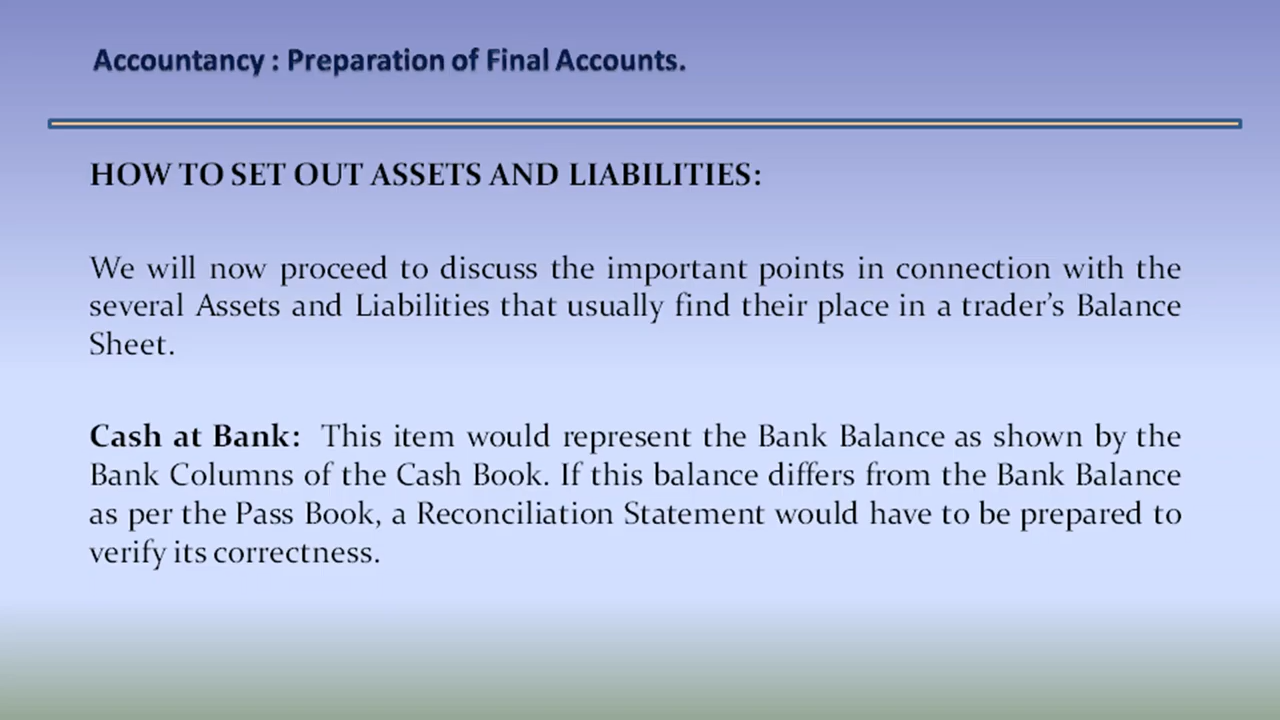 Accountancy : Preparation of Final Accounts.
HOW TO SET OUT ASSETS AND LIABILITIES:
We will now proceed to discuss the important points in connection with the
several Assets and Liabilities that usually find their place in a trader’s Balance
Sheet.
Cash at Bank: This item would represent the Bank Balance as shown by the
Bank Columns of the Cash Book. If this balance differs from the Bank Balance
as per the Pass Book, a Reconciliation Statement would have to be prepared to
verify its correctness.